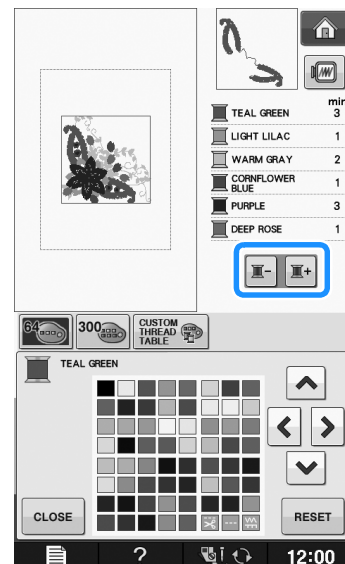 min
TEAL GREEN 3
LIGHT LILAC 1
WARM GRAY 2
CORNFLOWER
BLUE 1
PURPLE 3
DEEP ROSE 1
- +
64 300 CUSTOM
THREAD
TABLE
TEAL GREEN
CLOSE RESET
? 12:00